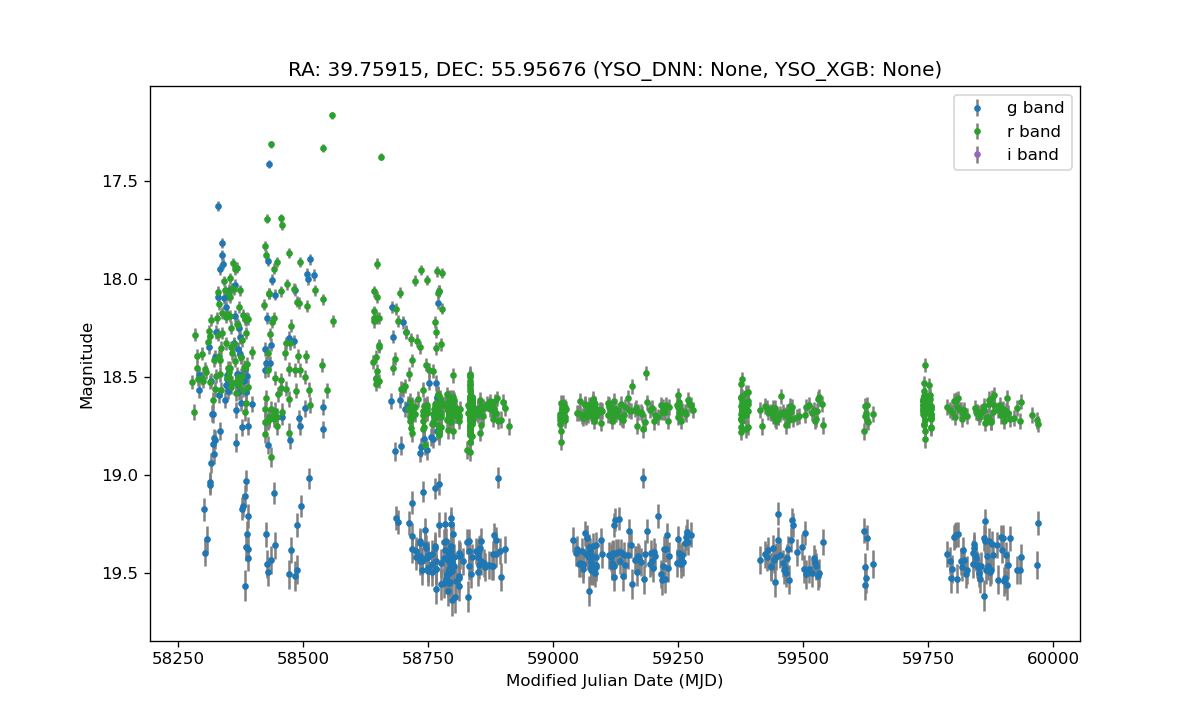 RA: 39.75915, DEC: 55.95676 (YSO_DNN: None, YSO_XGB: None)
g band
r band
i band
17.5
18.0
18.5
19.0
19.5
Magnitude
58250 58500 58750 59000 59250 59500 59750 60000
Modified Julian Date (MJD)